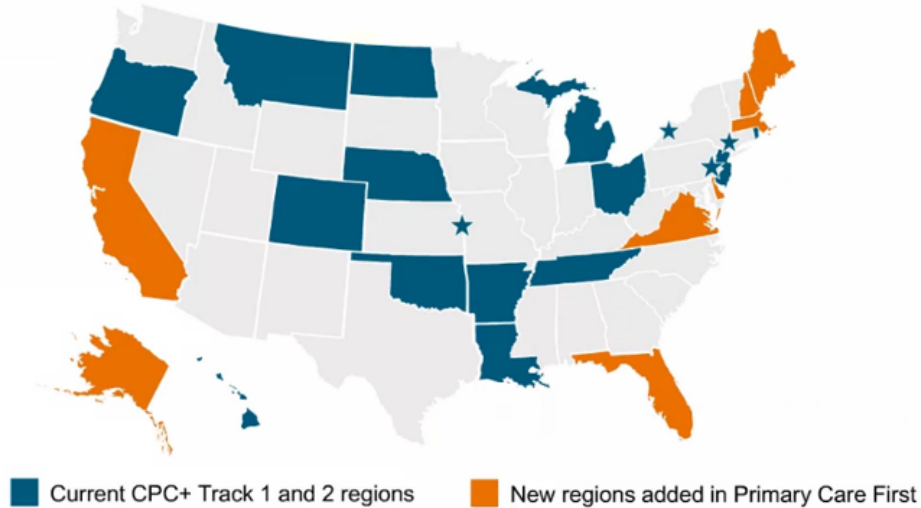 Current CPC+ Track 1 and 2 regions
New regions added in Primary Care First